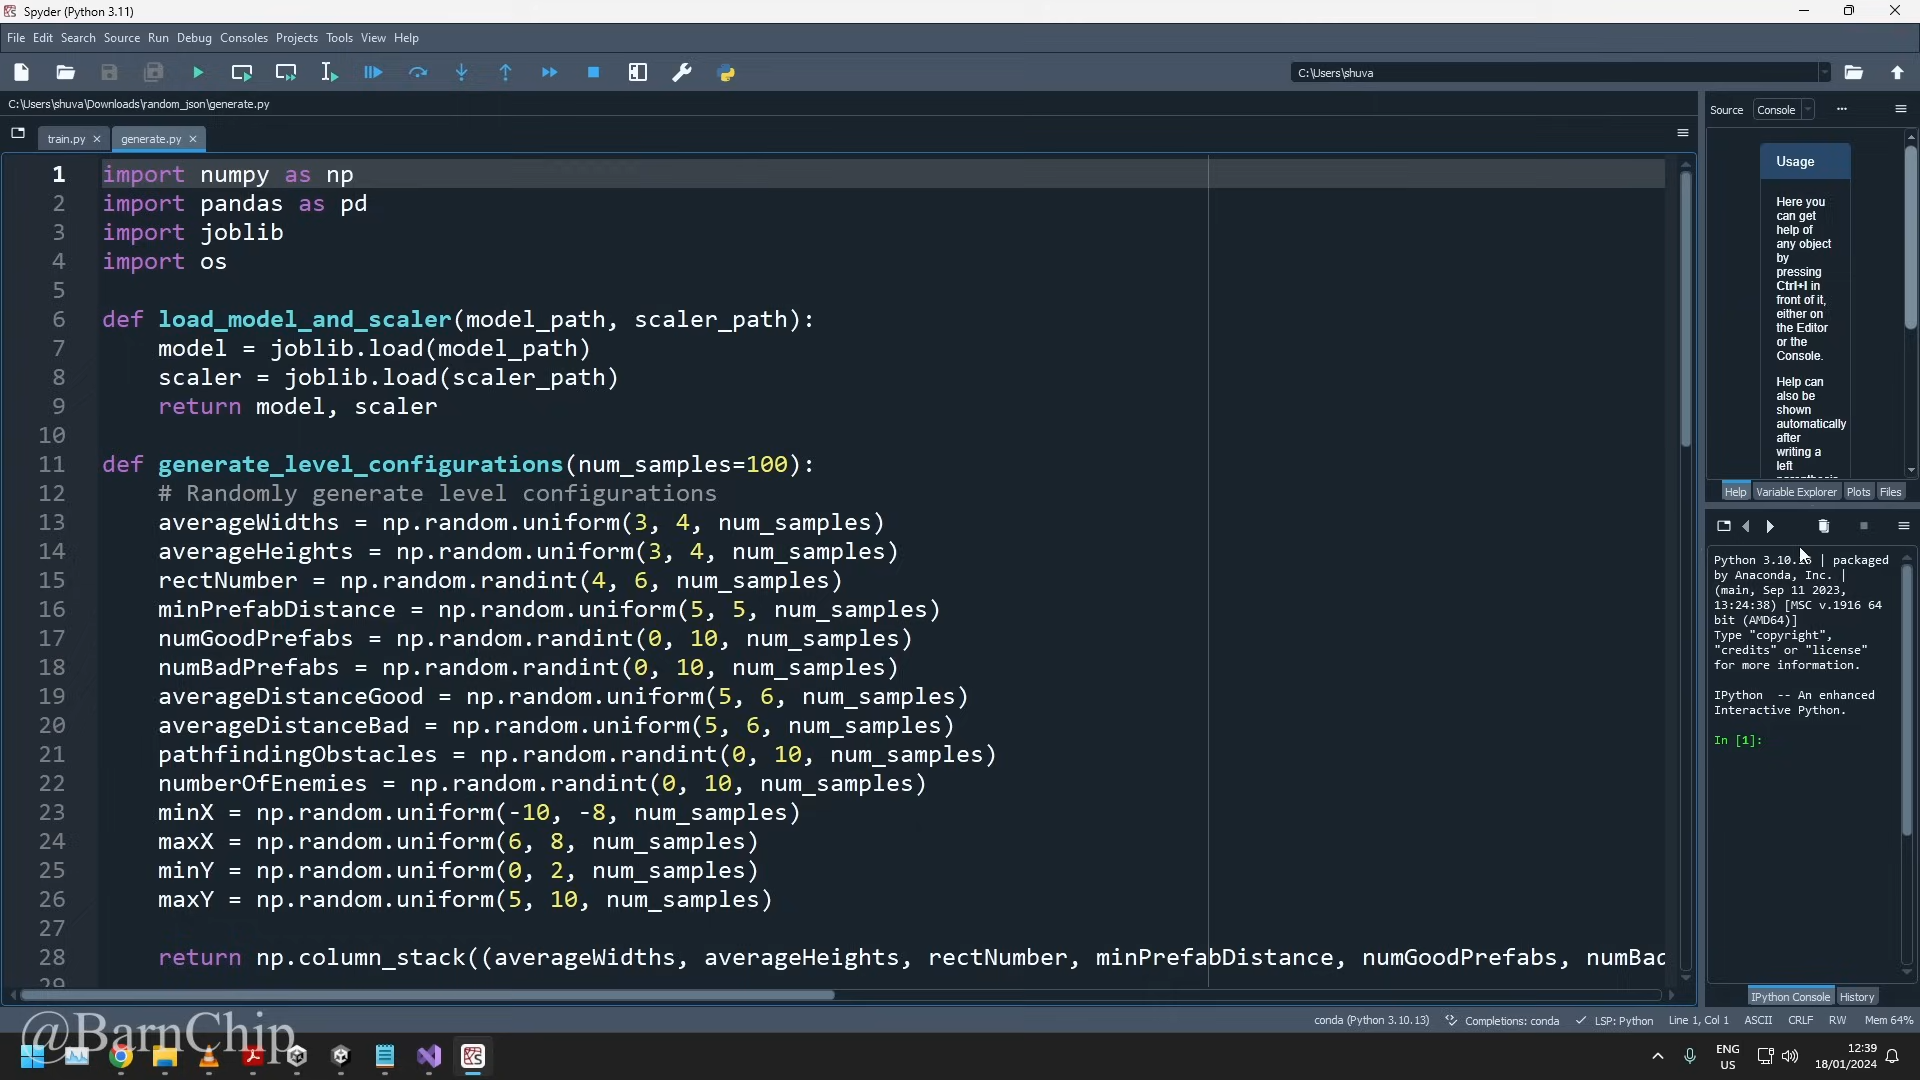 Spyder (Python 3.11)
File Edit Search Source Run Debug Consoles Projects Tools View Help
C:\Users\shuva
C:\Users\shuva\Downloads\random_json\generate.py
train.py
generate.py
1 import numpy as np
2 import pandas as pd
3 import joblib
4 import os
5
6 def load_model_and_scaler(model_path, scaler_path):
7 model = joblib.load(model_path)
8 scaler = joblib.load(scaler_path)
9 return model, scaler
10
11 def generate_level_configurations(num_samples=100):
12 # Randomly generate level configurations
13 averageWidths = np.random.uniform(3, 4, num_samples)
14 averageHeights = np.random.uniform(3, 4, num_samples)
15 rectNumber = np.random.randint(4, 6, num_samples)
16 minPrefabDistance = np.random.uniform(5, 5, num_samples)
17 numGoodPrefabs = np.random.randint(0, 10, num_samples)
18 numBadPrefabs = np.random.randint(0, 10, num_samples)
19 averageDistanceGood = np.random.uniform(5, 6, num_samples)
20 averageDistanceBad = np.random.uniform(5, 6, num_samples)
21 pathfindingObstacles = np.random.randint(0, 10, num_samples)
22 numberOfEnemies = np.random.randint(0, 10, num_samples)
23 minX = np.random.uniform(-10, -8, num_samples)
24 maxX = np.random.uniform(6, 8, num_samples)
25 minY = np.random.uniform(0, 2, num_samples)
26 maxY = np.random.uniform(5, 10, num_samples)
27
28 return np.column_stack((averageWidths, averageHeights, rectNumber, minPrefabDistance, numGoodPrefabs, numBad
29
Source Console
Usage
Here you
can get
help of
any object
by
pressing
Ctrl+I in
front of it,
either on
the Editor
or the
Console.
Help can
also be
shown
automatically
after
writing a
left
Help Variable Explorer Plots Files
Python 3.10.13 | packaged
by Anaconda, Inc. |
(main, Sep 11 2023,
13:24:38) [MSC v.1916 64
bit (AMD64)]
Type "copyright",
"credits" or "license"
for more information.
IPython -- An enhanced
Interactive Python.
In [1]:
IPython Console History
conda (Python 3.10.13) Completions: conda LSP: Python Line 1, Col 1 ASCII CRLF RW Mem 64%
@BarnChip
ENG
US
12:39
18/01/2024